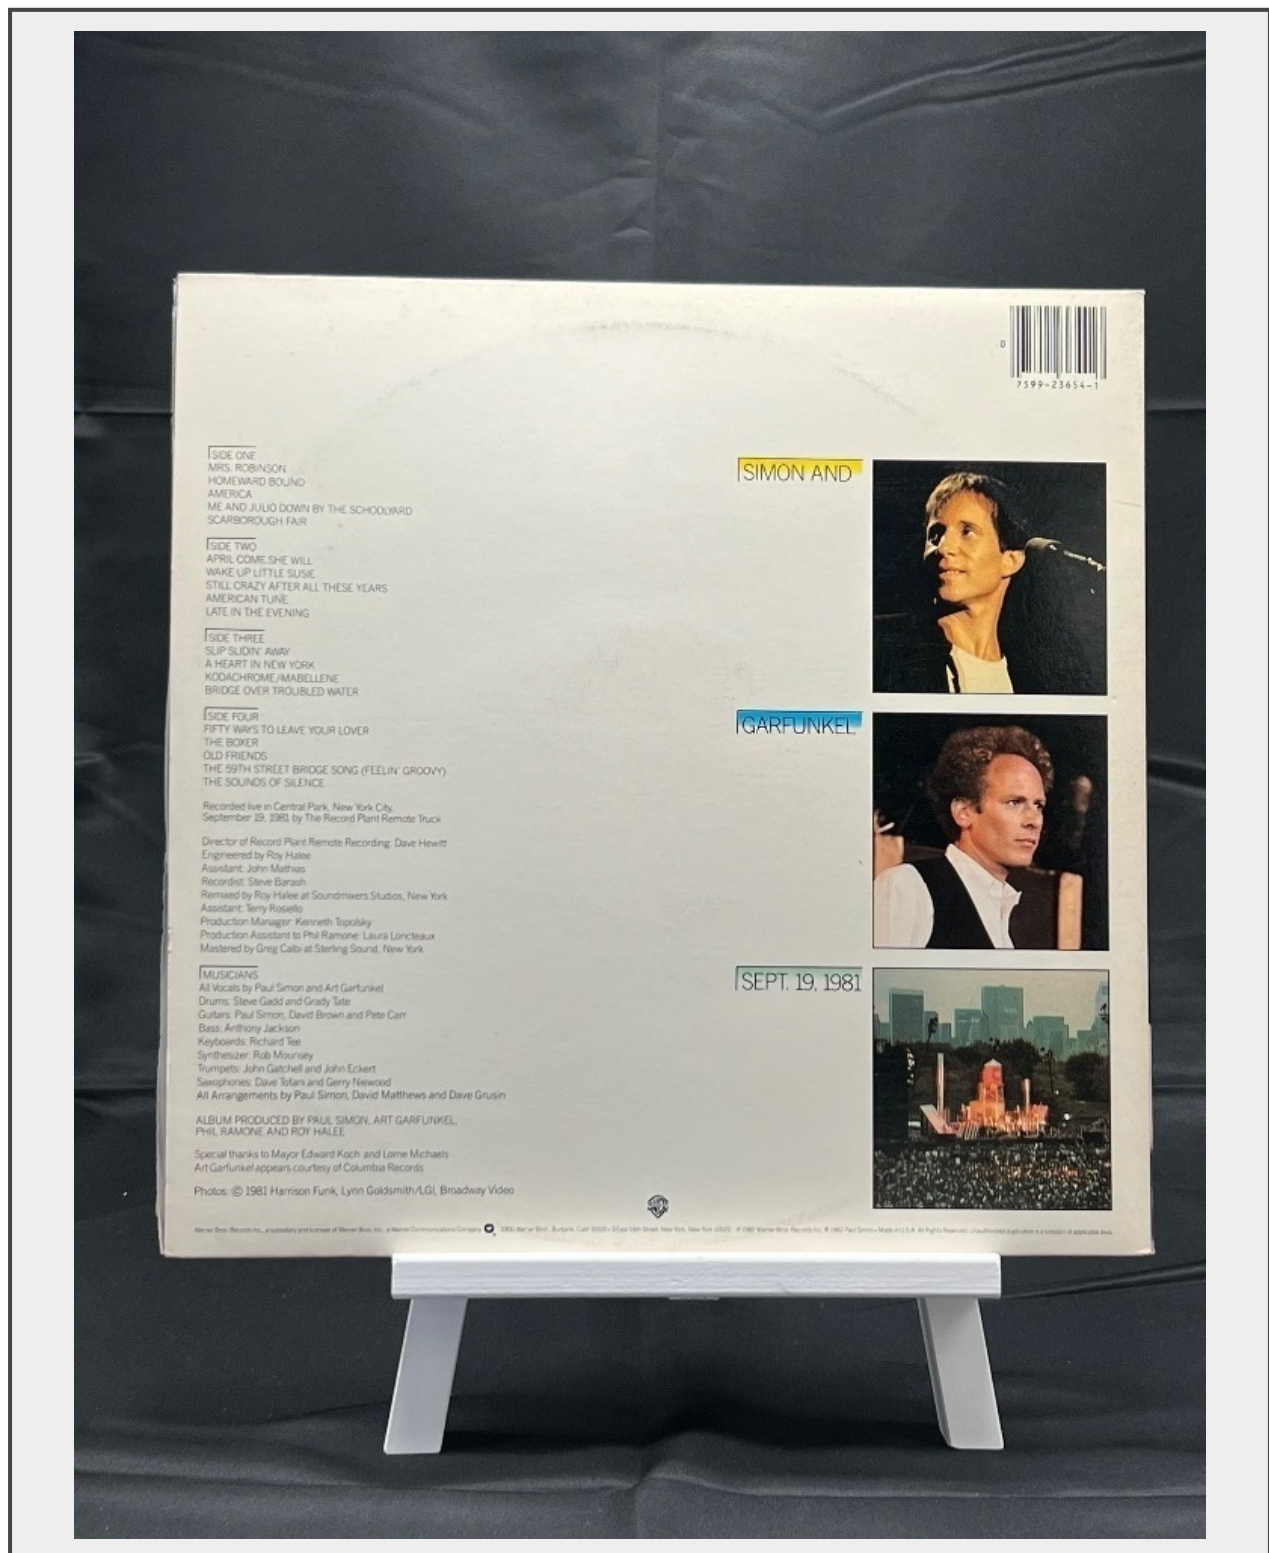 0
7599-23654-1
SIDE ONE
MRS. ROBINSON
HOMEWARD BOUND
AMERICA
ME AND JULIO DOWN BY THE SCHOOLYARD
SCARBOROUGH FAIR
SIDE TWO
APRIL COME SHE WILL
WAKE UP LITTLE SUSIE
STILL CRAZY AFTER ALL THESE YEARS
AMERICAN TUNE
LATE IN THE EVENING
SIDE THREE
SLIP SLIDIN' AWAY
A HEART IN NEW YORK
KODACHROME/MABELLENE
BRIDGE OVER TROUBLED WATER
SIDE FOUR
FIFTY WAYS TO LEAVE YOUR LOVER
THE BOXER
OLD FRIENDS
THE 59TH STREET BRIDGE SONG (FEELIN' GROOVY)
THE SOUNDS OF SILENCE
Recorded live in Central Park, New York City,
September 19, 1981 by The Record Plant Remote Truck
Director of Record Plant Remote Recording: Dave Hewitt
Engineered by Roy Halee
Assistant: John Mathias
Recordist: Steve Barash
Remixed by Roy Halee at Soundmixers Studios, New York
Assistant: Terry Rosiello
Production Manager: Kenneth Topolsky
Production Assistant to Phil Ramone: Laura Loncteaux
Mastered by Greg Calbi at Sterling Sound, New York
MUSICIANS
All Vocals by Paul Simon and Art Garfunkel
Drums: Steve Gadd and Grady Tate
Guitars: Paul Simon, David Brown and Pete Carr
Bass: Anthony Jackson
Keyboards: Richard Tee
Synthesizer: Rob Mounsey
Trumpets: John Gatchell and John Eckert
Saxophones: Dave Tofani and Gerry Niewood
All Arrangements by Paul Simon, David Matthews and Dave Grusin
ALBUM PRODUCED BY PAUL SIMON, ART GARFUNKEL,
PHIL RAMONE AND ROY HALEE
Special thanks to Mayor Edward Koch and Lorne Michaels
Art Garfunkel appears courtesy of Columbia Records
Photos: © 1981 Harrison Funk, Lynn Goldsmith/LGI, Broadway Video
SIMON AND
GARFUNKEL
SEPT. 19, 1981